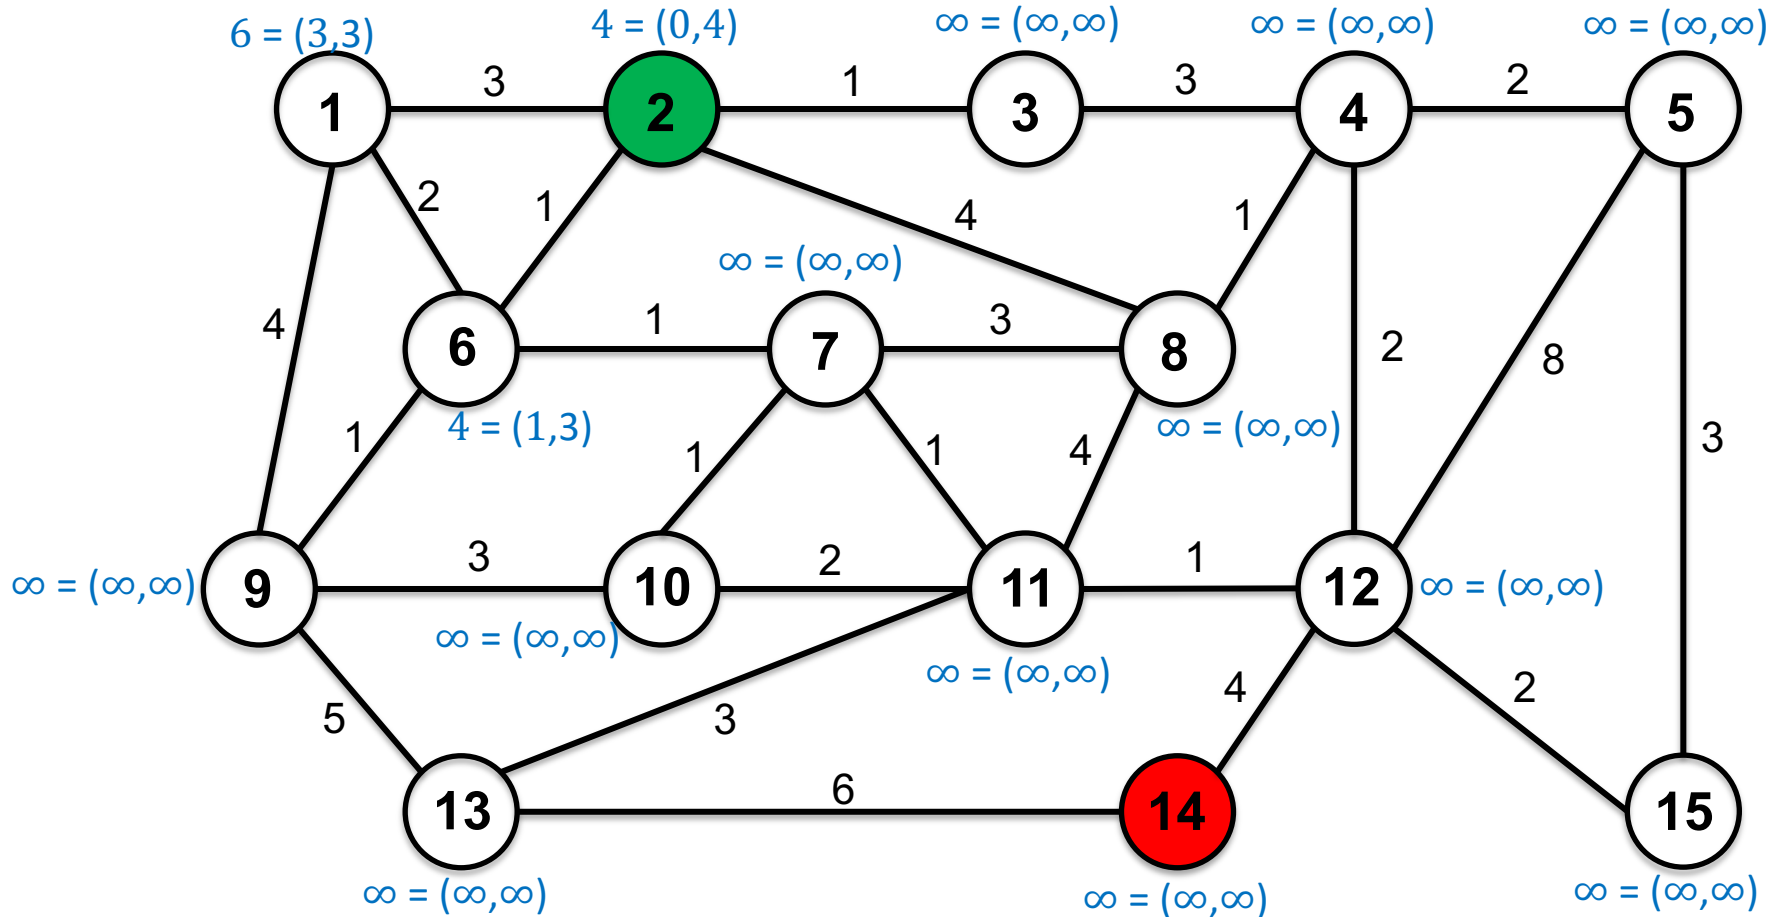 6 = (3,3)
4 = (0,4)
∞ = (∞,∞)
∞ = (∞,∞)
∞ = (∞,∞)
1
3
2
1
3
3
4
2
5
2
1
4
1
∞ = (∞,∞)
4
6
1
7
3
8
2
8
4 = (1,3)
∞ = (∞,∞)
1
1
1
4
3
∞ = (∞,∞)
9
3
10
2
11
1
12
∞ = (∞,∞)
∞ = (∞,∞)
∞ = (∞,∞)
5
3
4
2
13
6
14
15
∞ = (∞,∞)
∞ = (∞,∞)
∞ = (∞,∞)